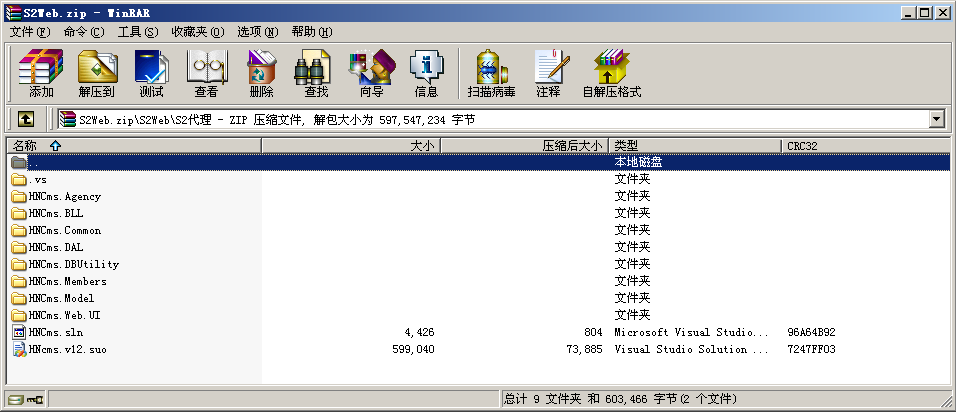 S2Web.zip - WinRAR
文件(F) 命令(C) 工具(S) 收藏夹(O) 选项(N) 帮助(H)
添加 解压到 测试 查看 删除 查找 向导 信息 扫描病毒 注释 自解压格式
S2Web.zip\S2Web\S2代理 - ZIP 压缩文件, 解包大小为 597,547,234 字节
名称 大小 压缩后大小 类型 CRC32
.. 本地磁盘
.vs 文件夹
HNCms.Agency 文件夹
HNCms.BLL 文件夹
HNCms.Common 文件夹
HNCms.DAL 文件夹
HNCms.DBUtility 文件夹
HNCms.Members 文件夹
HNCms.Model 文件夹
HNCms.Web.UI 文件夹
HNCms.sln 4,426 804 Microsoft Visual Studio... 96A64B92
HNcms.v12.suo 599,040 73,885 Visual Studio Solution ... 7247FF03
总计 9 文件夹 和 603,466 字节(2 个文件)